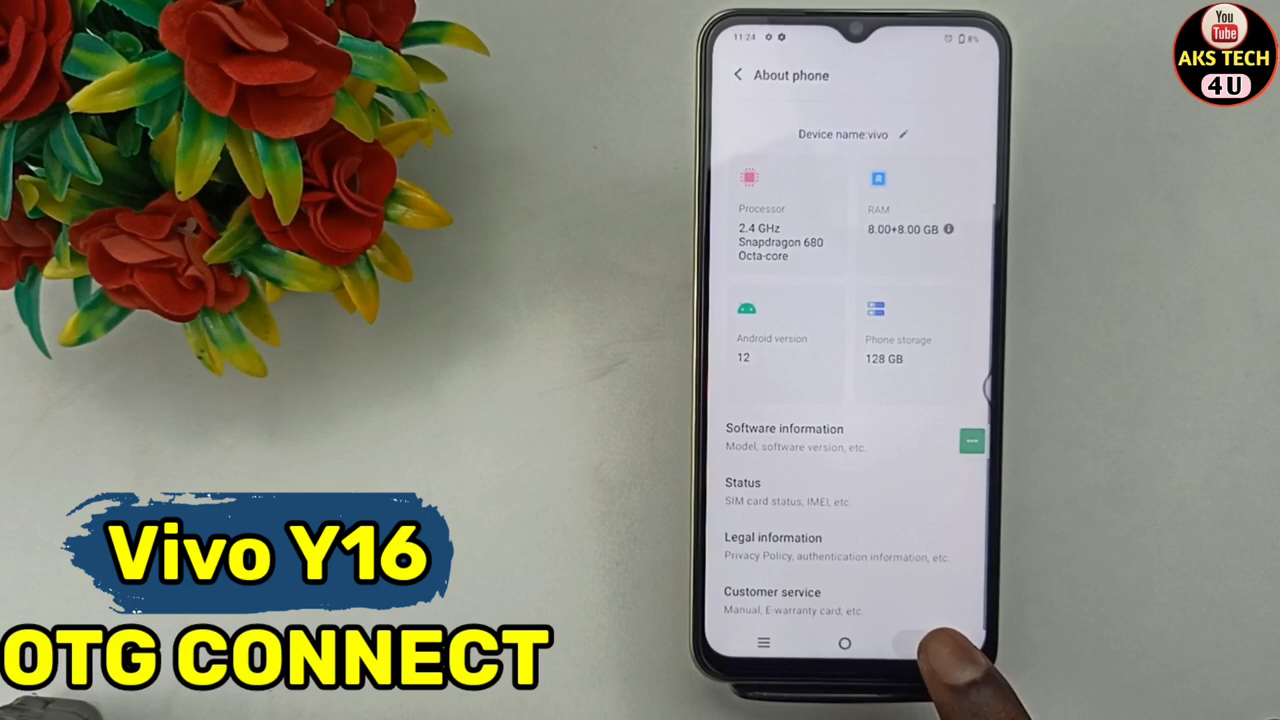 You
Tube
AKS TECH
4U
11:24
8%
About phone
Device name:vivo
Processor
2.4 GHz
Snapdragon 680
Octa-core
RAM
8.00+8.00 GB
Android version
12
Phone storage
128 GB
Software information
Model, software version, etc.
Status
SIM card status, IMEI, etc.
Legal information
Privacy Policy, authentication information, etc.
Customer service
Manual, E-warranty card, etc.
Vivo Y16
OTG CONNECT